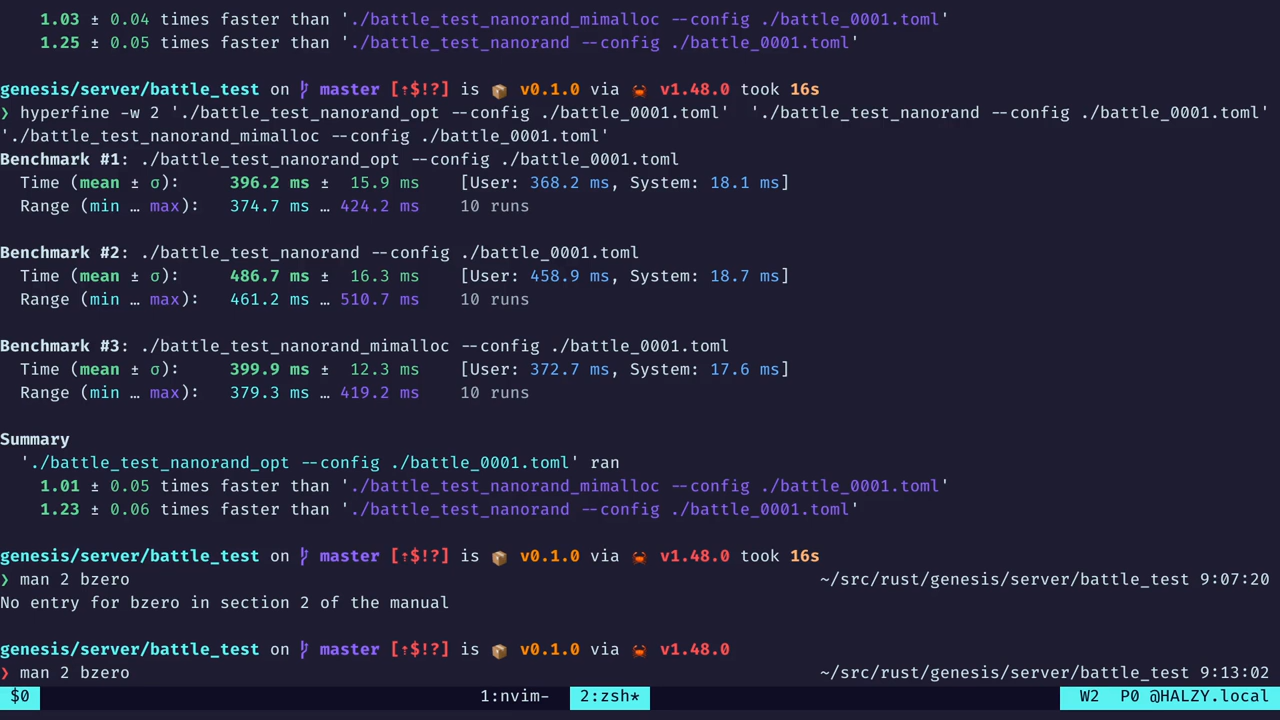 1.03 ± 0.04 times faster than './battle_test_nanorand_mimalloc --config ./battle_0001.toml'
1.25 ± 0.05 times faster than './battle_test_nanorand --config ./battle_0001.toml'
genesis/server/battle_test on master [⇡$!?] is 📦 v0.1.0 via 🦀 v1.48.0 took 16s
❯ hyperfine -w 2 './battle_test_nanorand_opt --config ./battle_0001.toml' './battle_test_nanorand --config ./battle_0001.toml'
'./battle_test_nanorand_mimalloc --config ./battle_0001.toml'
Benchmark #1: ./battle_test_nanorand_opt --config ./battle_0001.toml
Time (mean ± σ): 396.2 ms ± 15.9 ms [User: 368.2 ms, System: 18.1 ms]
Range (min … max): 374.7 ms … 424.2 ms 10 runs
Benchmark #2: ./battle_test_nanorand --config ./battle_0001.toml
Time (mean ± σ): 486.7 ms ± 16.3 ms [User: 458.9 ms, System: 18.7 ms]
Range (min … max): 461.2 ms … 510.7 ms 10 runs
Benchmark #3: ./battle_test_nanorand_mimalloc --config ./battle_0001.toml
Time (mean ± σ): 399.9 ms ± 12.3 ms [User: 372.7 ms, System: 17.6 ms]
Range (min … max): 379.3 ms … 419.2 ms 10 runs
Summary
'./battle_test_nanorand_opt --config ./battle_0001.toml' ran
1.01 ± 0.05 times faster than './battle_test_nanorand_mimalloc --config ./battle_0001.toml'
1.23 ± 0.06 times faster than './battle_test_nanorand --config ./battle_0001.toml'
genesis/server/battle_test on master [⇡$!?] is 📦 v0.1.0 via 🦀 v1.48.0 took 16s
❯ man 2 bzero ~/src/rust/genesis/server/battle_test 9:07:20
No entry for bzero in section 2 of the manual
genesis/server/battle_test on master [⇡$!?] is 📦 v0.1.0 via 🦀 v1.48.0
❯ man 2 bzero ~/src/rust/genesis/server/battle_test 9:13:02
$0 1:nvim- 2:zsh* W2 P0 @HALZY.local